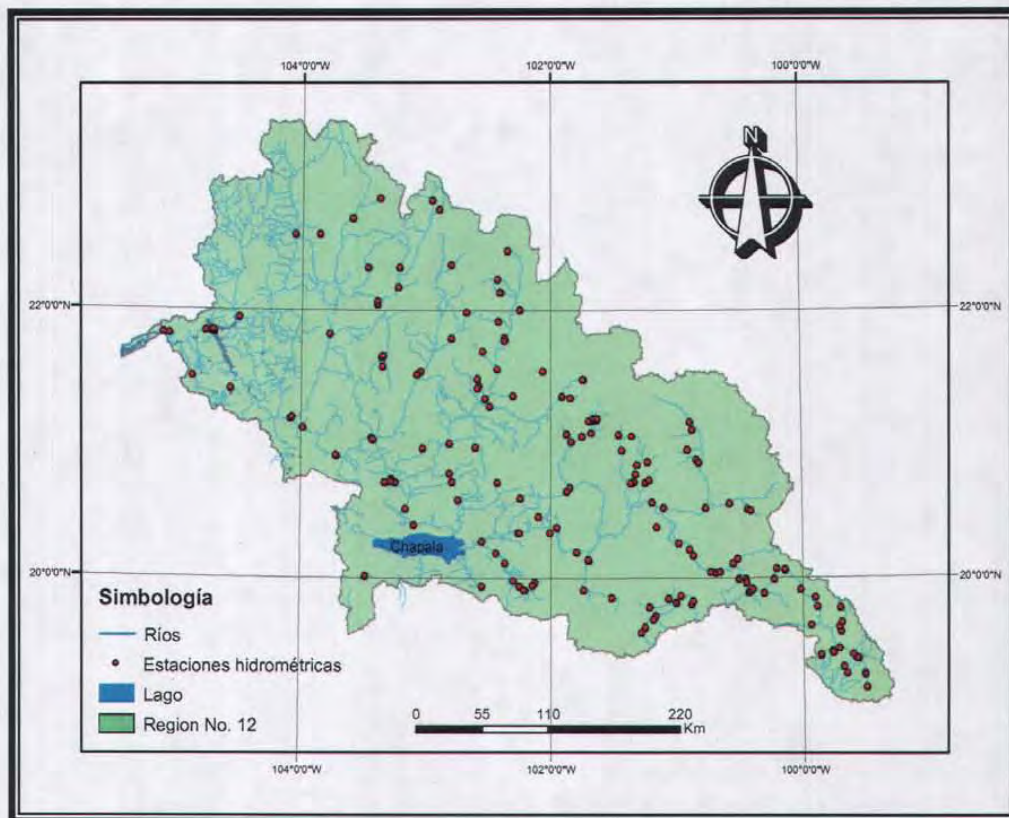 104°0'0"W 102°0'0"W 100°0'0"W
N
22°0'0"N 22°0'0"N
Chapala
20°0'0"N 20°0'0"N
Simbología
Ríos
Estaciones hidrométricas
Lago
Region No. 12
0 55 110 220
Km
104°0'0"W 102°0'0"W 100°0'0"W